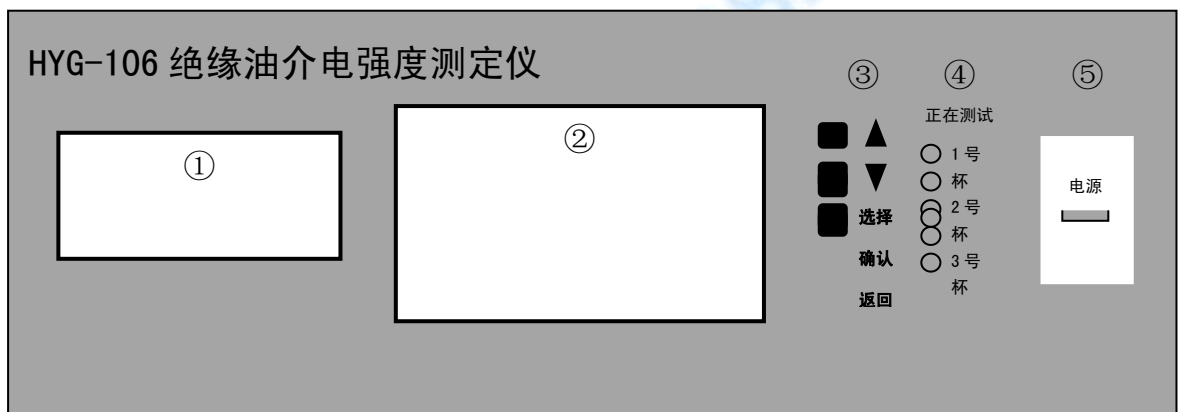 HYG-106 绝缘油介电强度测定仪
③ ④ ⑤
正在测试
②
①
1 号
杯
电源
2 号
选择
杯
确认
3 号
杯
返回